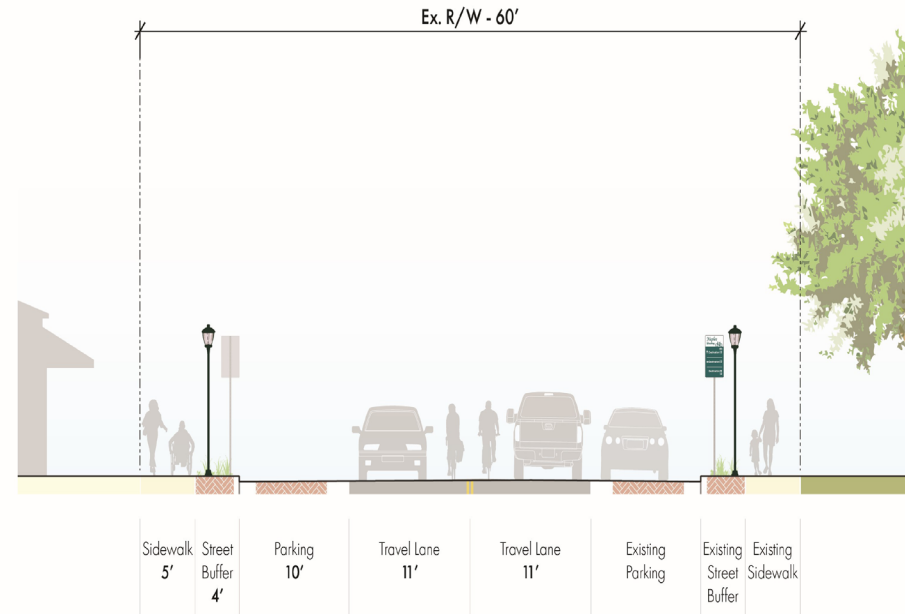 Ex. R/W - 60'
Sidewalk
5'
Street
Buffer
4'
Parking
10'
Travel Lane
11'
Travel Lane
11'
Existing
Parking
Existing
Street
Buffer
Existing
Sidewalk